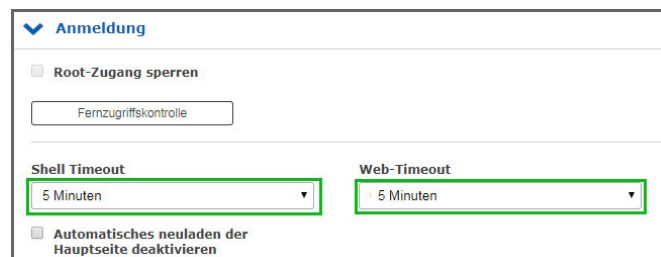 Anmeldung
Root-Zugang sperren
Fernzugriffskontrolle
Shell Timeout
Web-Timeout
5 Minuten
5 Minuten
Automatisches neuladen der
Hauptseite deaktivieren